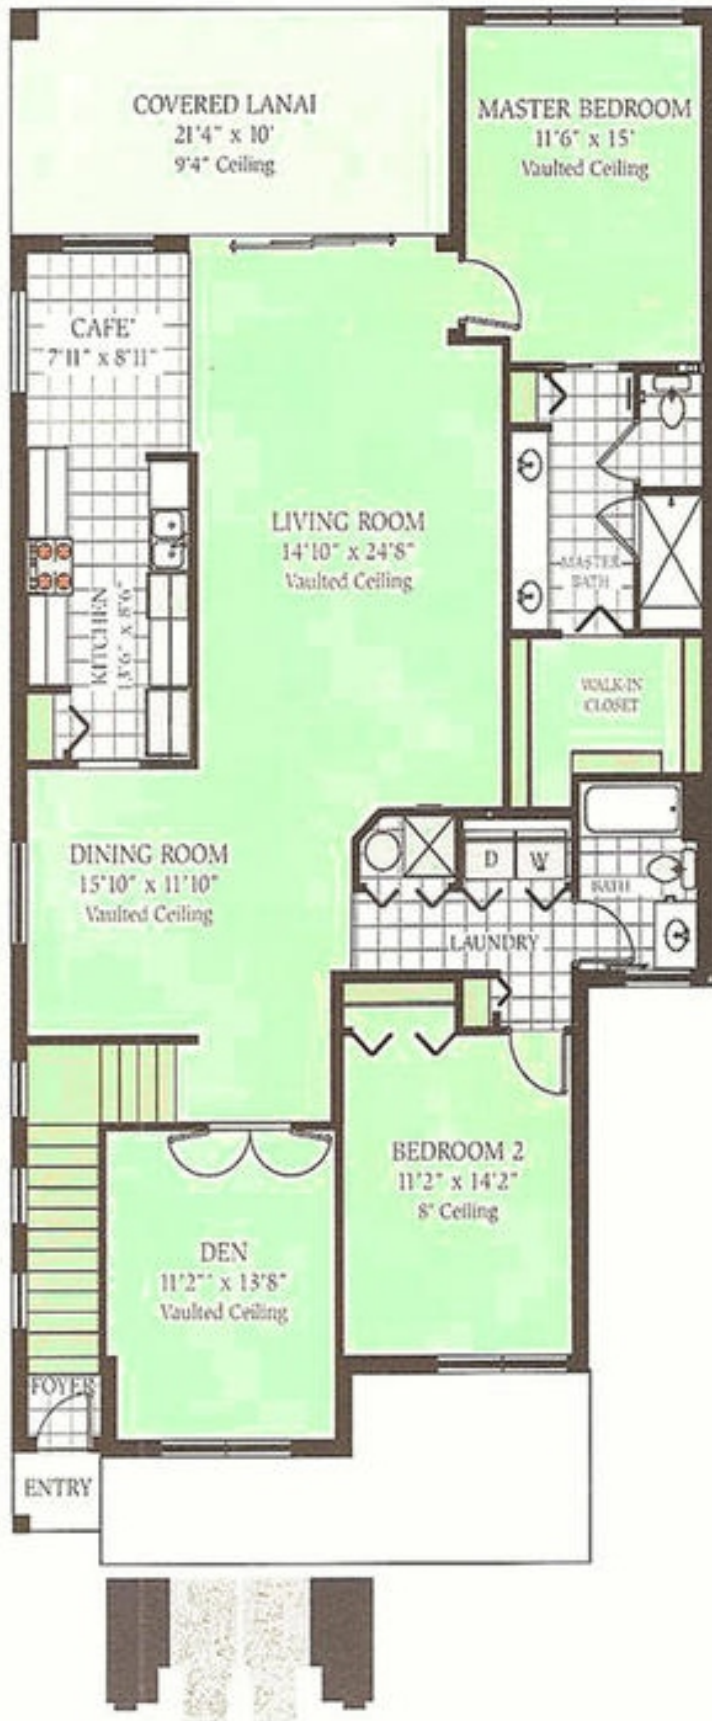 COVERED LANAI
21'4" x 10'
9'4" Ceiling
MASTER BEDROOM
11'6" x 15'
Vaulted Ceiling
CAFE'
7'11" x 8'11"
LIVING ROOM
14'10" x 24'8"
Vaulted Ceiling
KITCHEN
13'6" x 8'6"
MASTER
BATH
WALK-IN
CLOSET
DINING ROOM
15'10" x 11'10"
Vaulted Ceiling
D W
BATH
LAUNDRY
BEDROOM 2
11'2" x 14'2"
8" Ceiling
DEN
11'2" x 13'8"
Vaulted Ceiling
FOYER
ENTRY